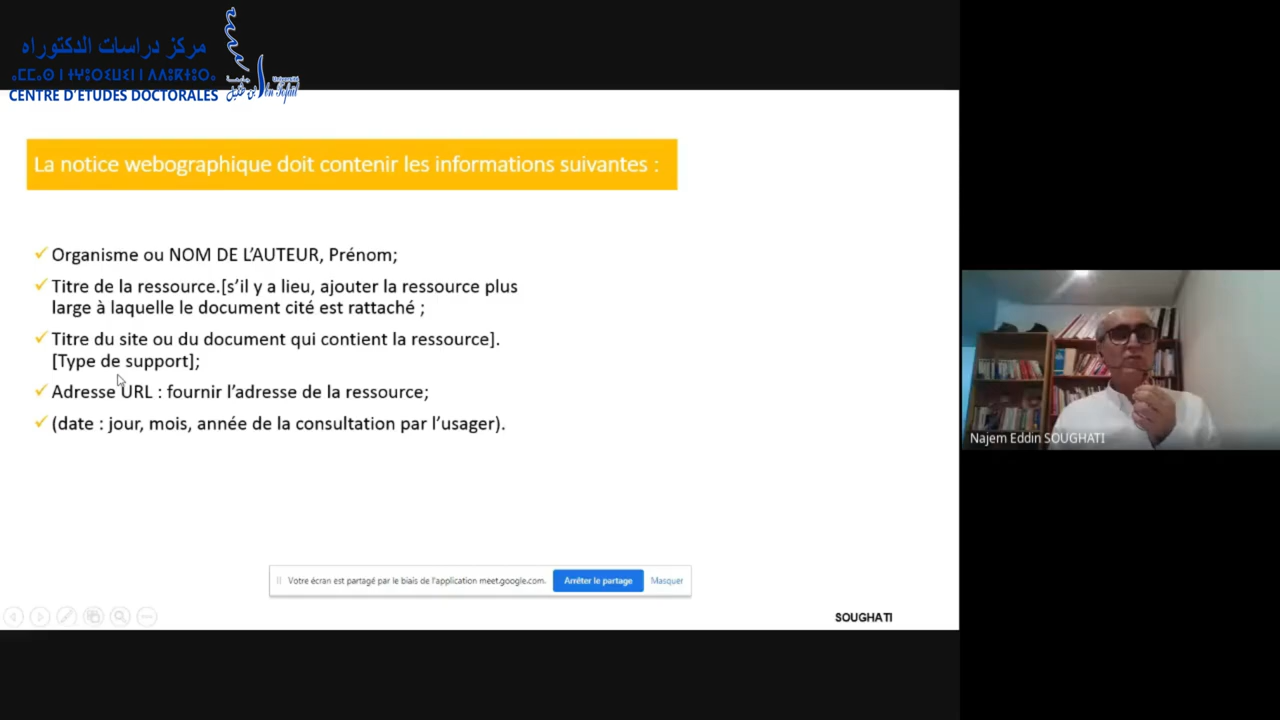 مركز دراسات الدكتوراه
CENTRE D'ETUDES DOCTORALES
Université
La notice webographique doit contenir les informations suivantes :
Organisme ou NOM DE L'AUTEUR, Prénom;
Titre de la ressource.[s'il y a lieu, ajouter la ressource plus
large à laquelle le document cité est rattaché ;
Titre du site ou du document qui contient la ressource].
[Type de support];
Adresse URL : fournir l'adresse de la ressource;
(date : jour, mois, année de la consultation par l'usager).
Najem Eddin SOUGHATI
Votre écran est partagé par le biais de l'application meet.google.com.
Arrêter le partage
Masquer
SOUGHATI